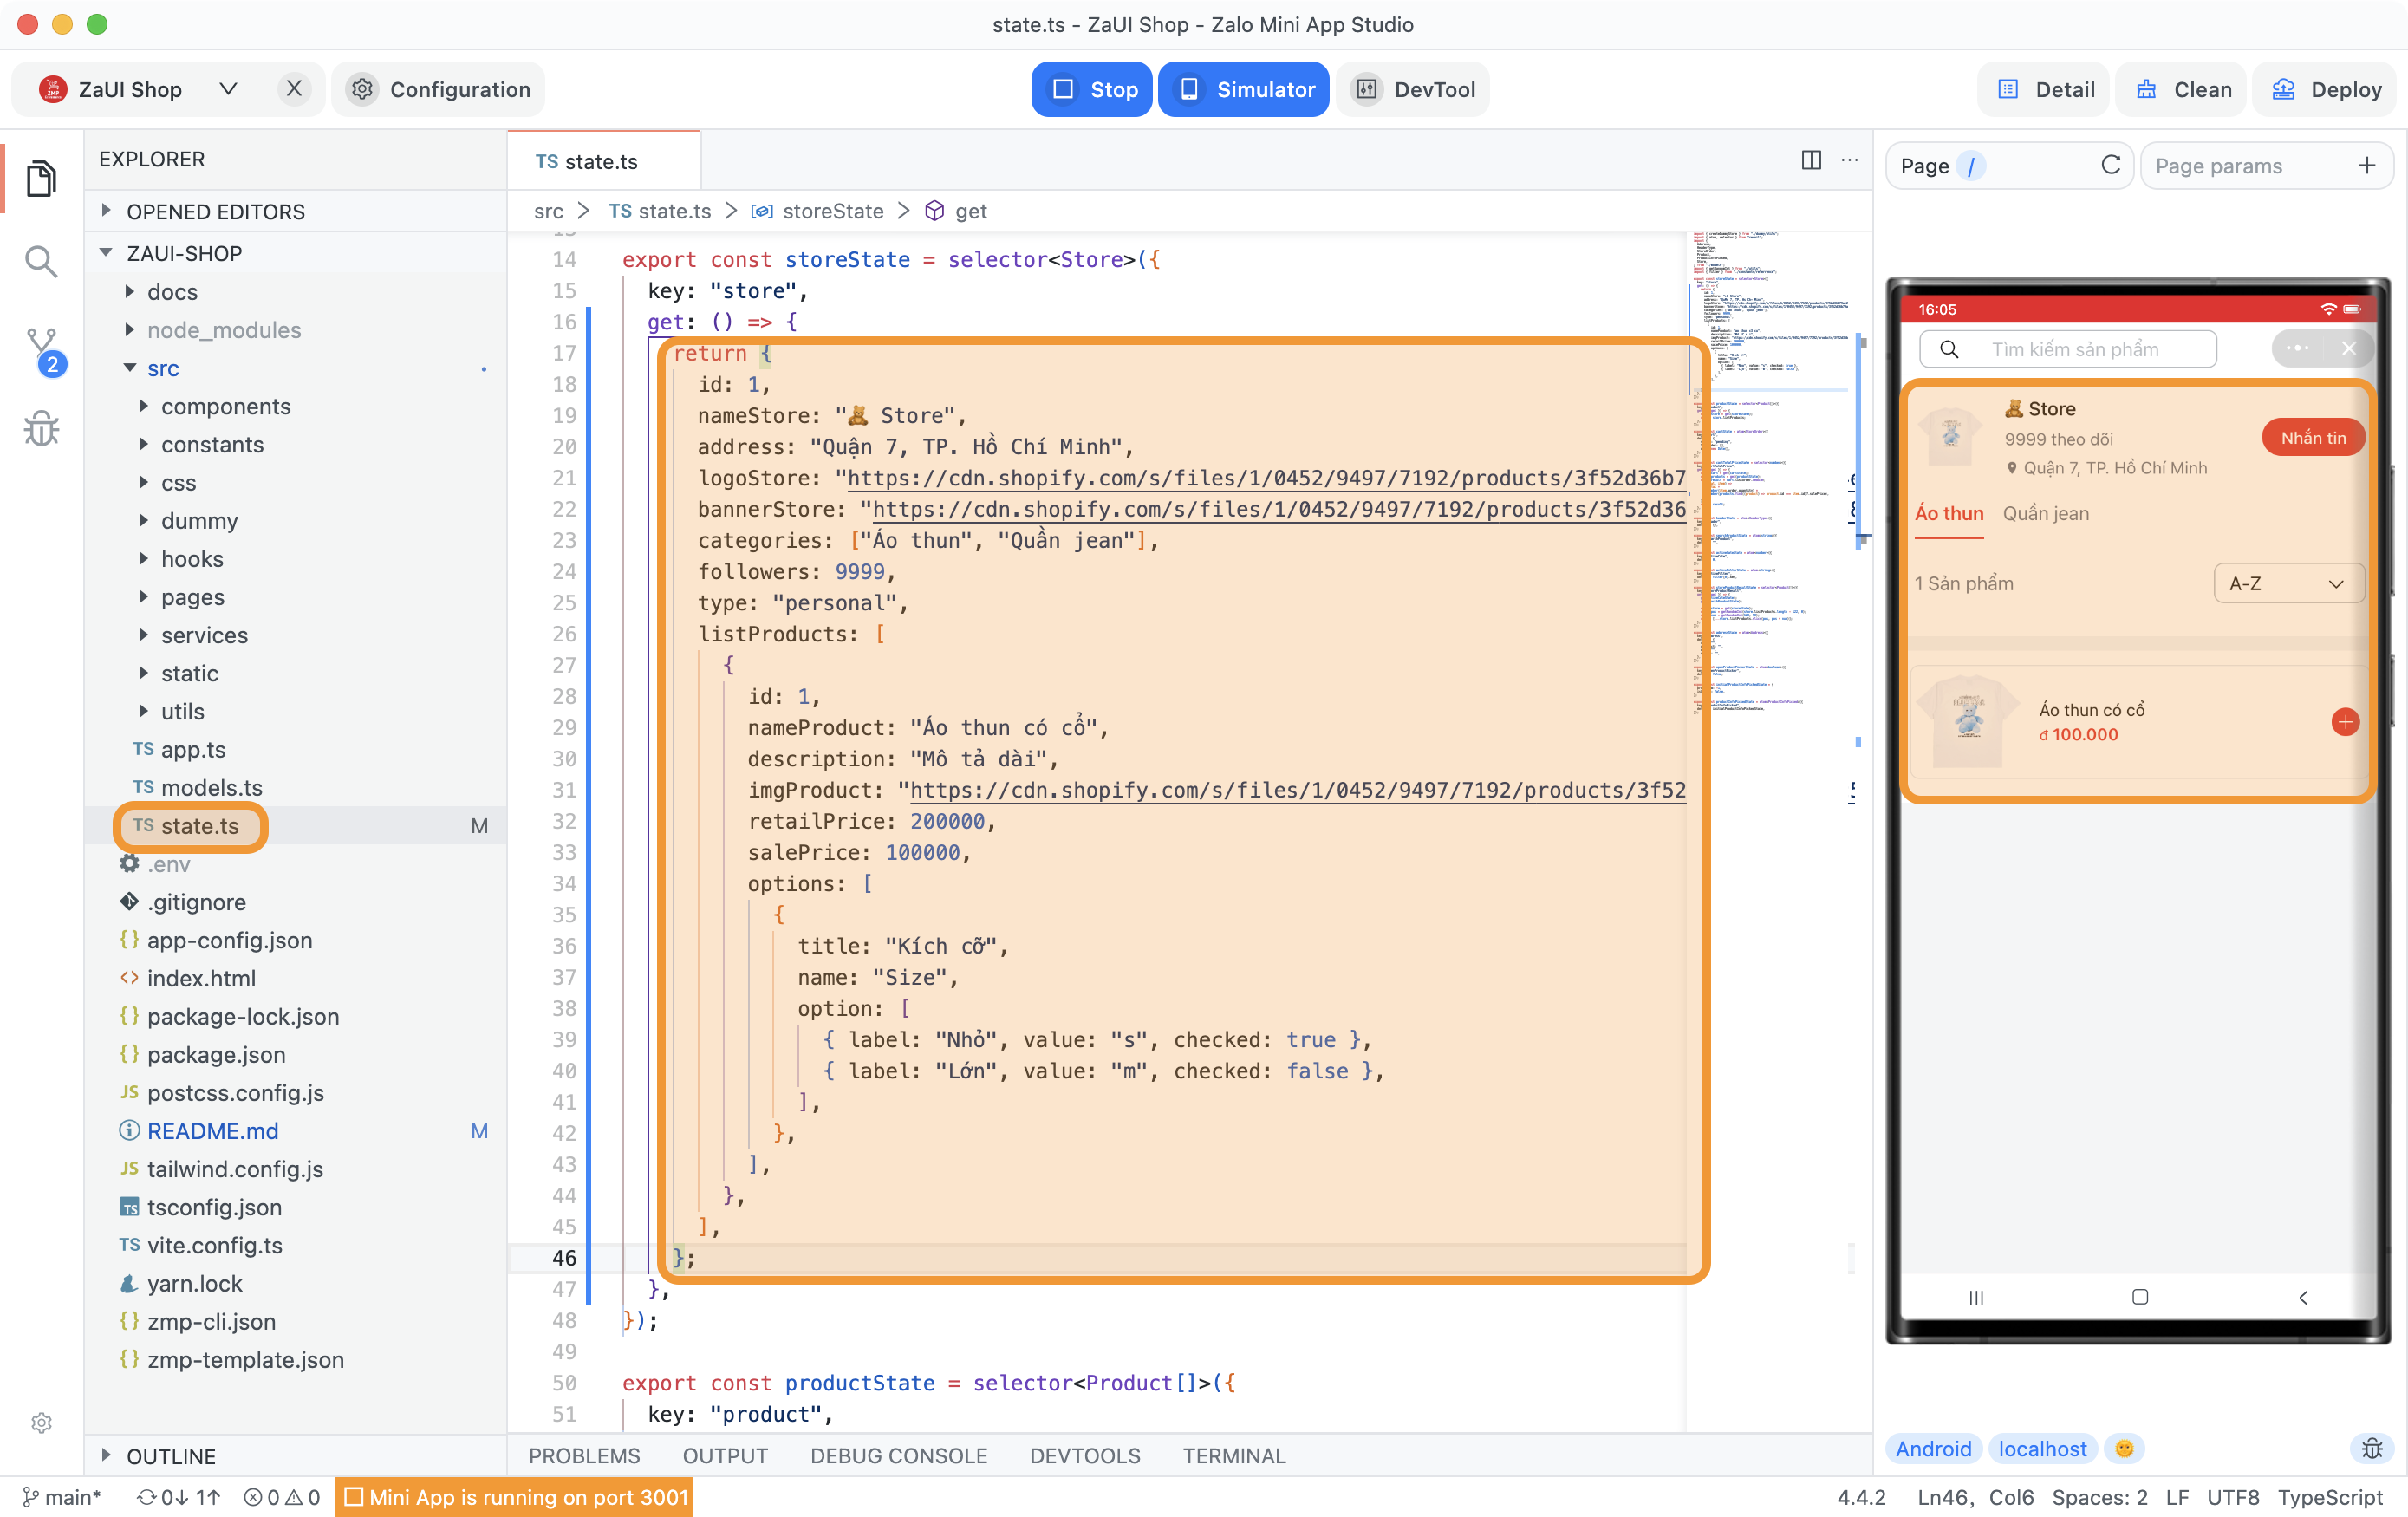 state.ts - ZaUI Shop - Zalo Mini App Studio
ZaUI Shop
Configuration
Stop
Simulator
DevTool
Detail
Clean
Deploy
EXPLORER
OPENED EDITORS
ZAUI-SHOP
docs
node_modules
src
components
constants
css
dummy
hooks
pages
services
static
utils
TS app.ts
TS models.ts
TS state.ts M
.env
.gitignore
{} app-config.json
<> index.html
{} package-lock.json
{} package.json
JS postcss.config.js
README.md M
JS tailwind.config.js
TS tsconfig.json
TS vite.config.ts
yarn.lock
{} zmp-cli.json
{} zmp-template.json
OUTLINE
2
TS state.ts
src > TS state.ts > storeState > get
14 export const storeState = selector<Store>({
15 key: "store",
16 get: () => {
17 return {
18 id: 1,
19 nameStore: "🧸 Store",
20 address: "Quận 7, TP. Hồ Chí Minh",
21 logoStore: "https://cdn.shopify.com/s/files/1/0452/9497/7192/products/3f52d36b7
22 bannerStore: "https://cdn.shopify.com/s/files/1/0452/9497/7192/products/3f52d36
23 categories: ["Áo thun", "Quần jean"],
24 followers: 9999,
25 type: "personal",
26 listProducts: [
27 {
28 id: 1,
29 nameProduct: "Áo thun có cổ",
30 description: "Mô tả dài",
31 imgProduct: "https://cdn.shopify.com/s/files/1/0452/9497/7192/products/3f52
32 retailPrice: 200000,
33 salePrice: 100000,
34 options: [
35 {
36 title: "Kích cỡ",
37 name: "Size",
38 option: [
39 { label: "Nhỏ", value: "s", checked: true },
40 { label: "Lớn", value: "m", checked: false },
41 ],
42 },
43 ],
44 },
45 ],
46 };
47 },
48 });
49
50 export const productState = selector<Product[]>({
51 key: "product",
PROBLEMS OUTPUT DEBUG CONSOLE DEVTOOLS TERMINAL
Page /
Page params
16:05
Tìm kiếm sản phẩm
🧸 Store
9999 theo dõi
Quận 7, TP. Hồ Chí Minh
Nhắn tin
Áo thun Quần jean
1 Sản phẩm
A-Z
Áo thun có cổ
đ 100.000
Android localhost
main* 0↓ 1↑ 0 0 Mini App is running on port 3001
4.4.2 Ln46, Col6 Spaces: 2 LF UTF8 TypeScript